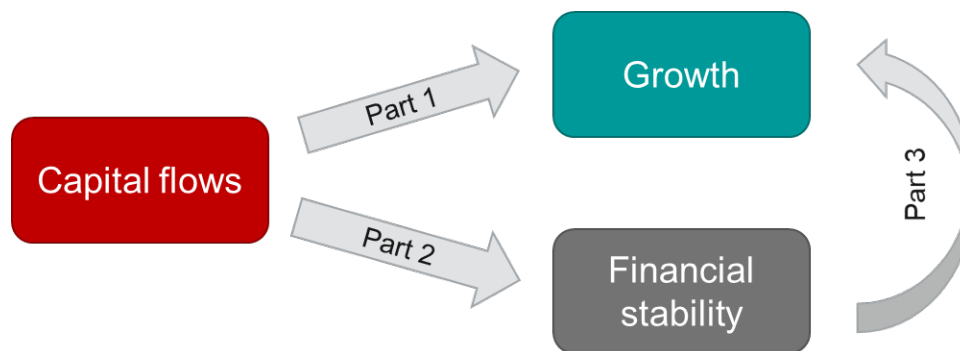 Capital flows
Part 1
Growth
Part 2
Financial
stability
Part 3